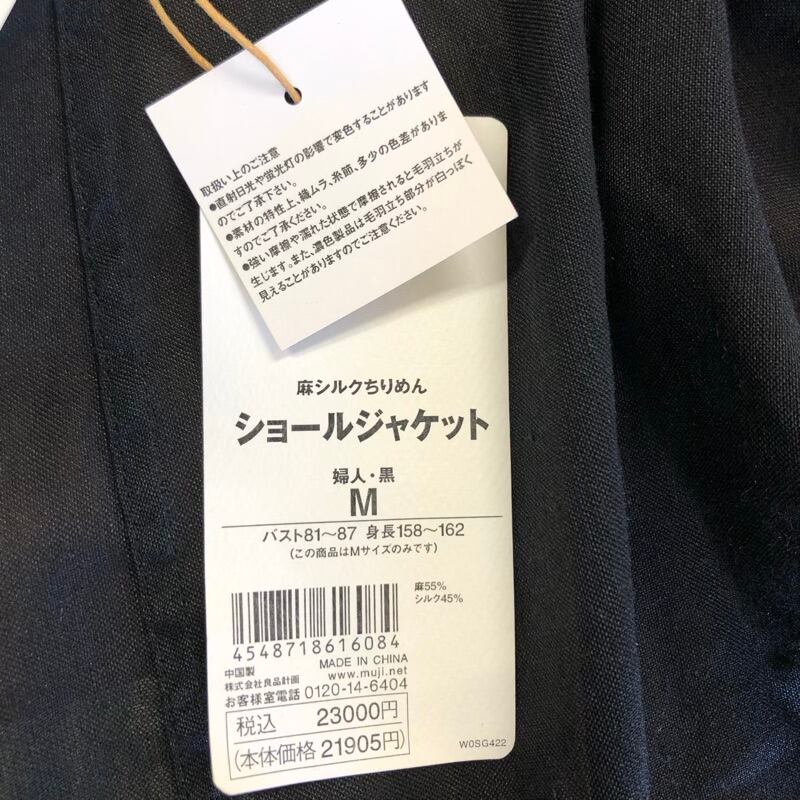 取扱い上のご注意
●直射日光や蛍光灯の影響で変色することがあります
のでご了承下さい。
●素材の特性上、織ムラ、糸節、多少の色差がありま
すのでご了承ください。
●強い摩擦や濡れた状態で摩擦されると毛羽立ちが
生じます。また、濃色製品は毛羽立ち部分が白っぽく
見えることがありますのでご注意ください。
麻シルクちりめん
ショールジャケット
婦人・黒
M
バスト81〜87 身長158〜162
(この商品はMサイズのみです)
麻55%
シルク45%
4548718616084
中国製 MADE IN CHINA
株式会社良品計画 www.muji.net
お客様室電話 0120-14-6404
税込 23000円
(本体価格 21905円)
W0SG422